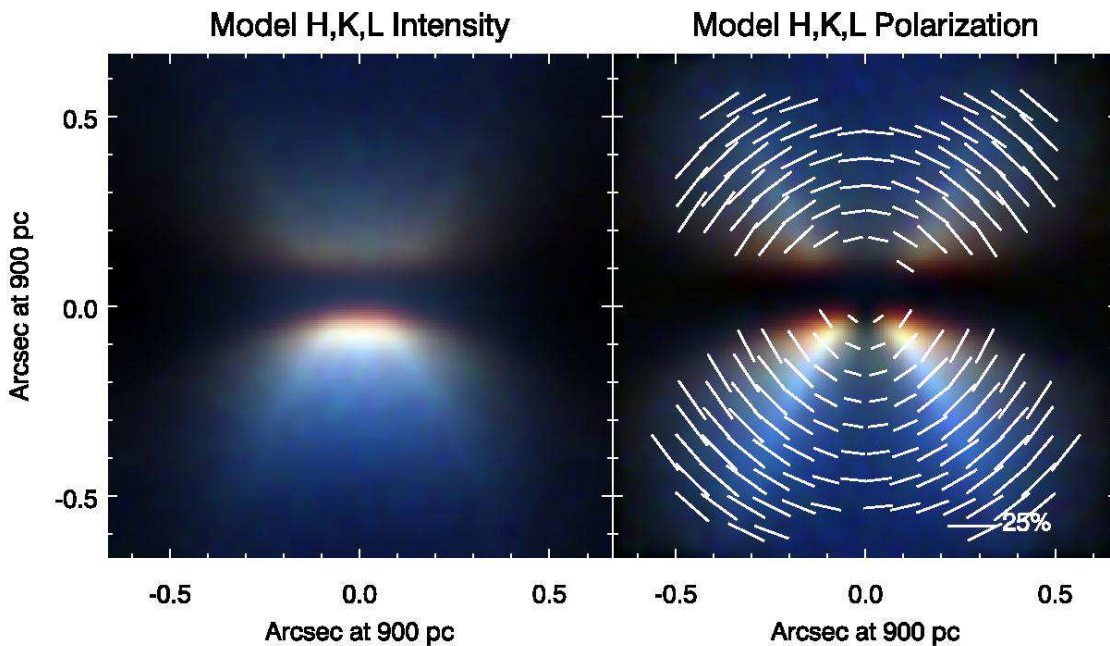 Model H,K,L Intensity
Model H,K,L Polarization
0.5
0.0
-0.5
Arcsec at 900 pc
25%
-0.5 0.0 0.5
-0.5 0.0 0.5
Arcsec at 900 pc
Arcsec at 900 pc